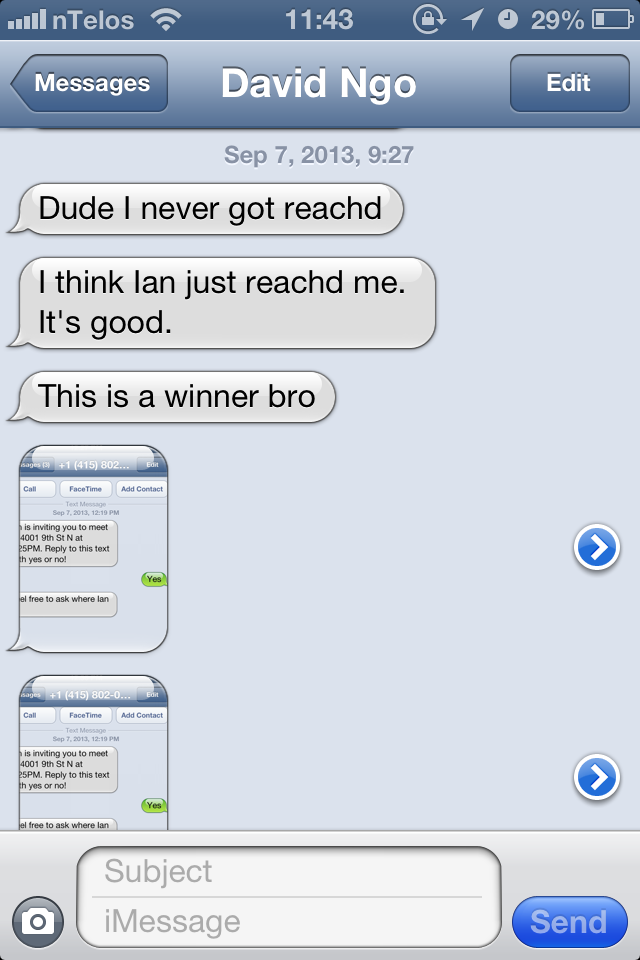 nTelos 11:43 29%
Messages David Ngo Edit
Sep 7, 2013, 9:27
Dude I never got reachd
I think Ian just reachd me.
It's good.
This is a winner bro
sages (3) +1 (415) 802... Edit
Call FaceTime Add Contact
Text Message
Sep 7, 2013, 12:19 PM
is inviting you to meet
4001 9th St N at
25PM. Reply to this text
th yes or no!
Yes
el free to ask where Ian
sages +1 (415) 802-0... Edit
Call FaceTime Add Contact
Text Message
Sep 7, 2013, 12:19 PM
is inviting you to meet
4001 9th St N at
25PM. Reply to this text
th yes or no!
Yes
el free to ask where Ian
Subject
iMessage
Send